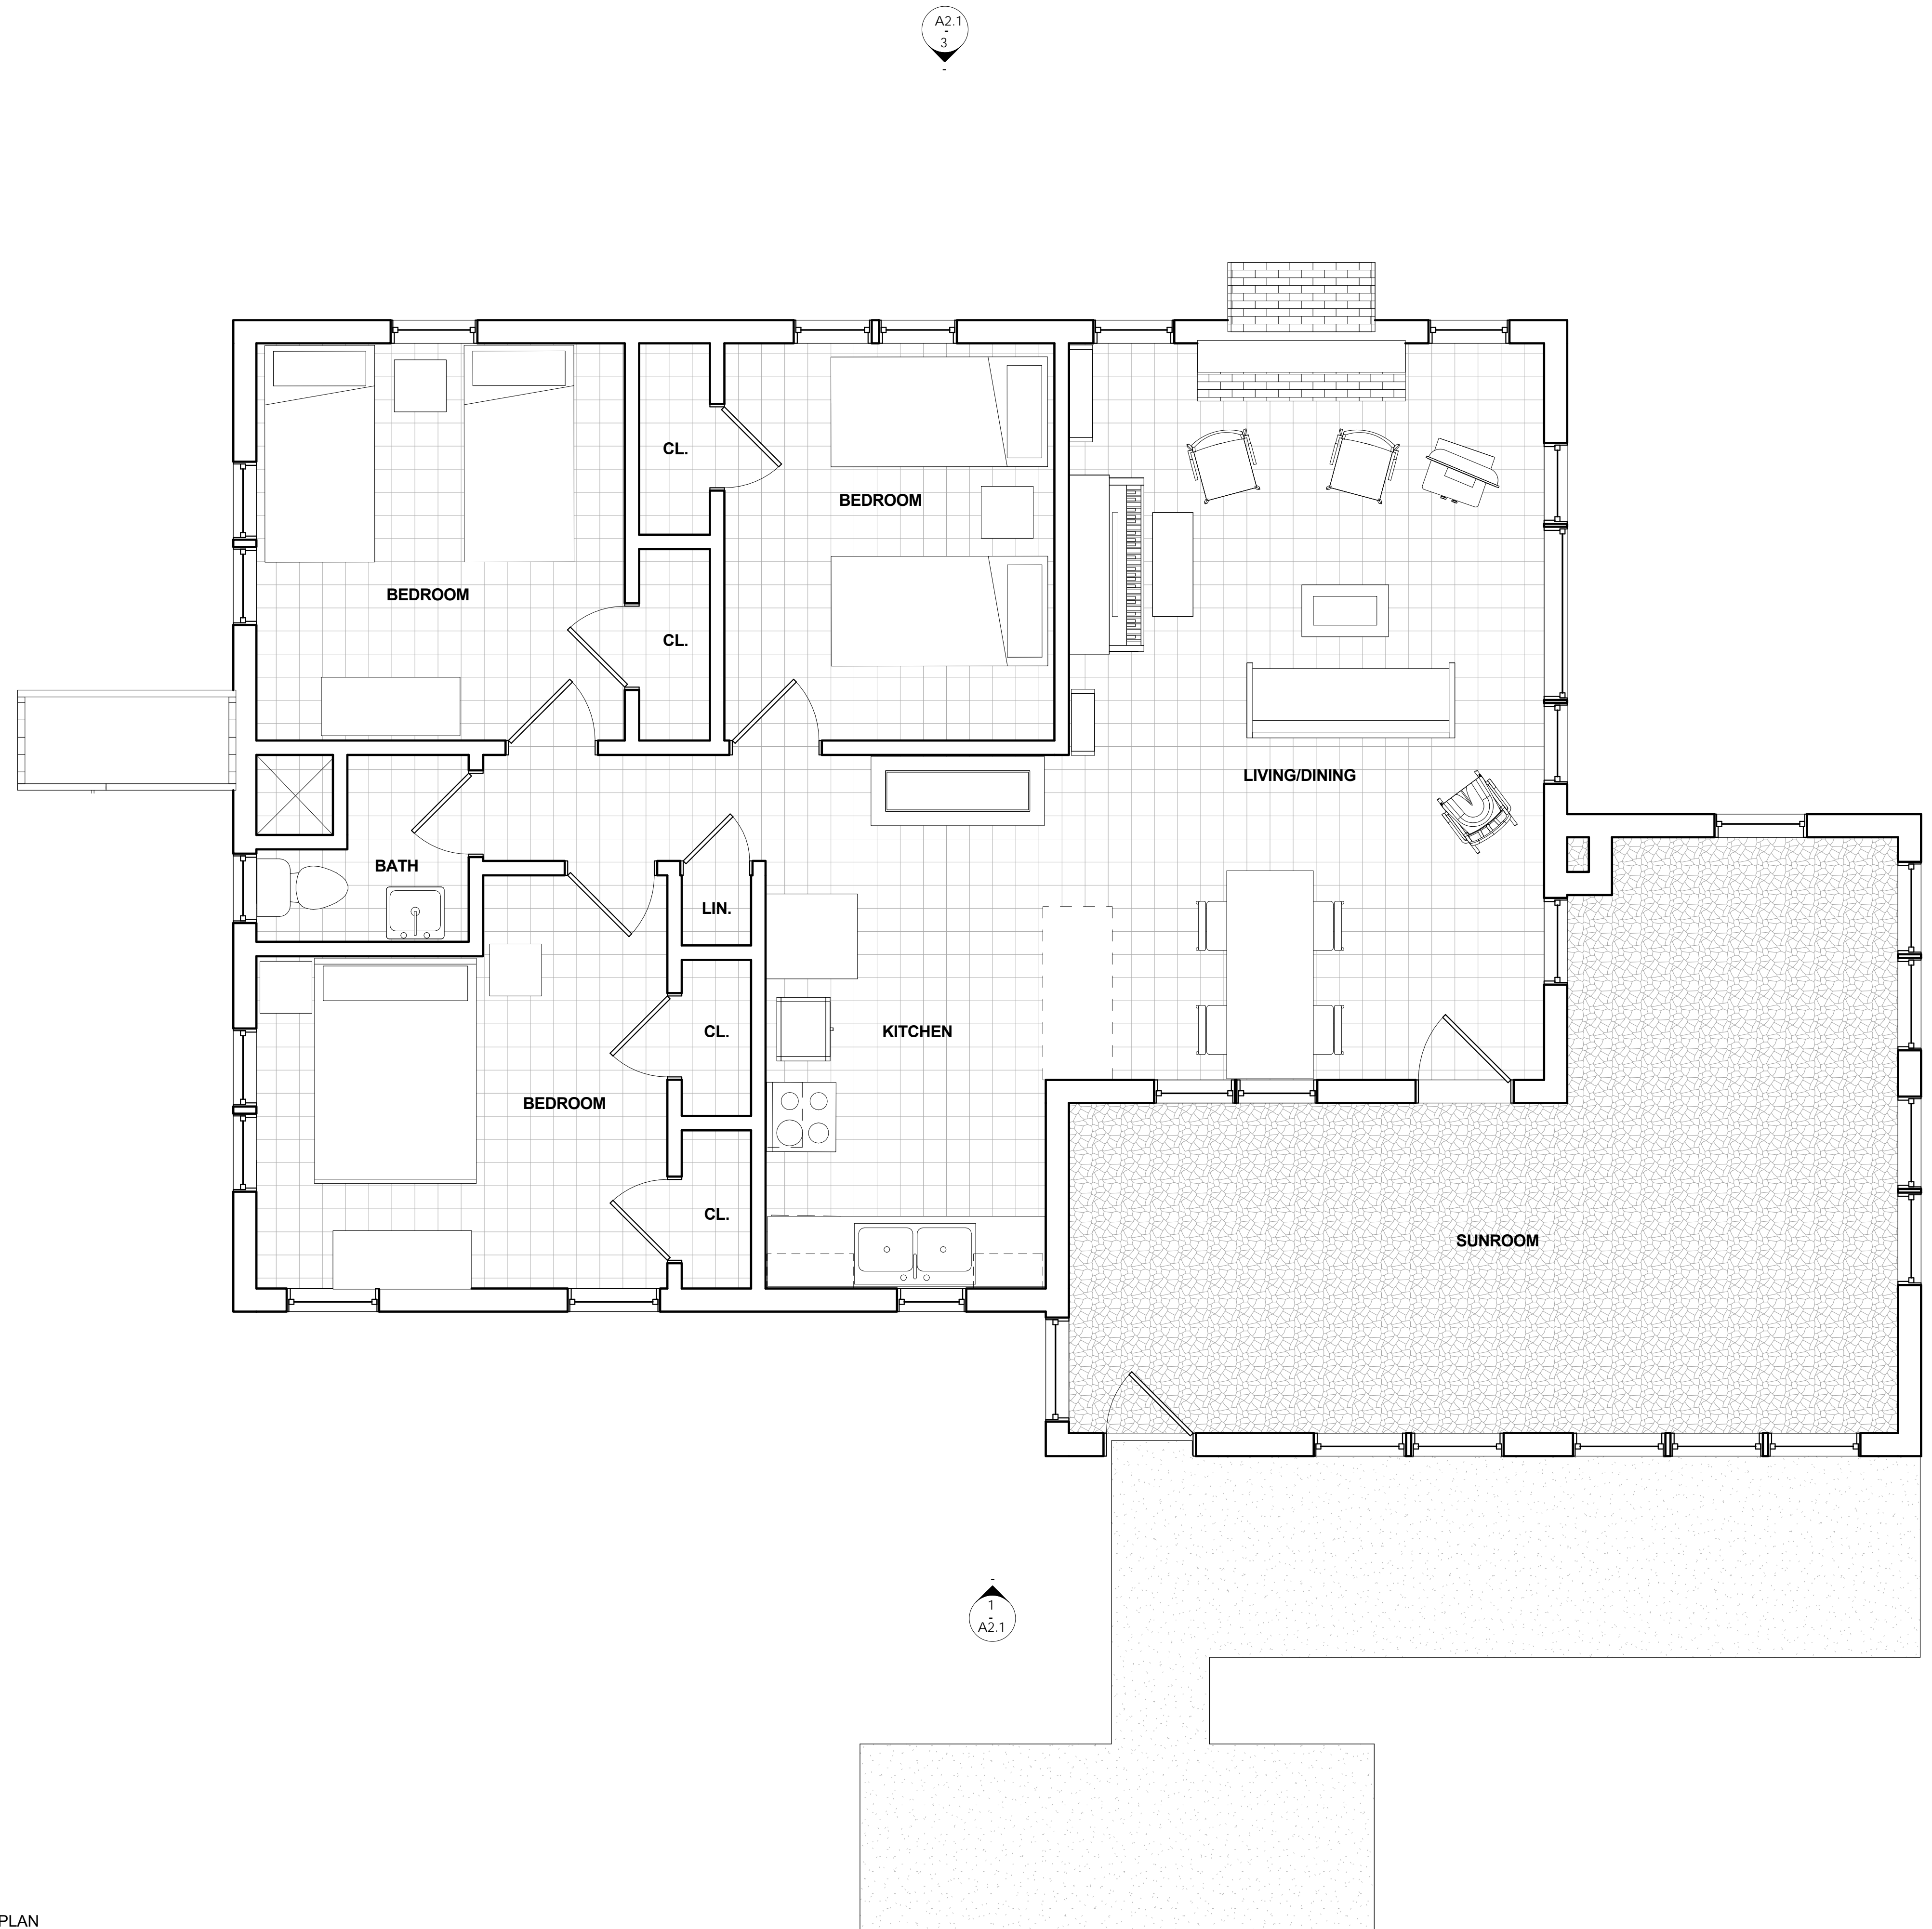 A2.1
-
3
-
CL.
BEDROOM
BEDROOM
CL.
LIVING/DINING
BATH
LIN.
KITCHEN
CL.
BEDROOM
CL.
SUNROOM
-
1
-
A2.1
PLAN